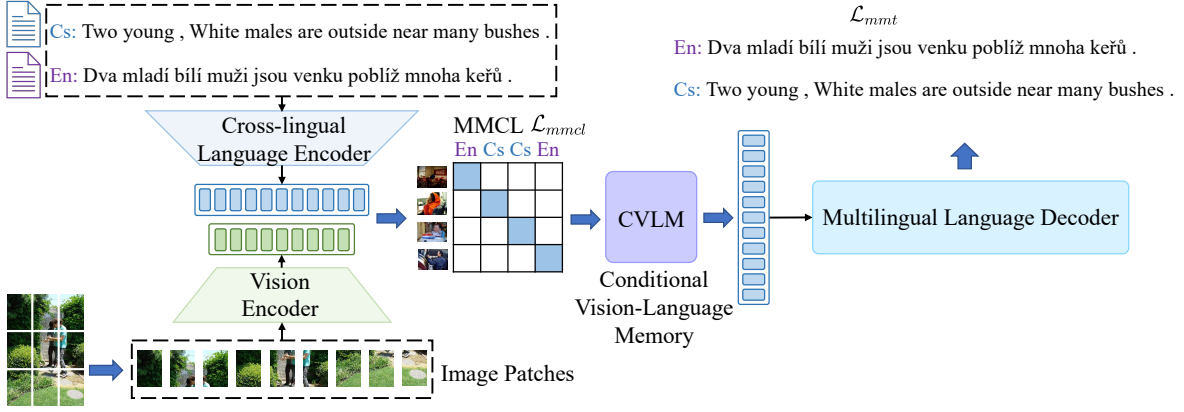 Cs: Two young , White males are outside near many bushes .
En: Dva mladí bílí muži jsou venku poblíž mnoha keřů .
Cross-lingual
Language Encoder
Vision
Encoder
Image Patches
MMCL ℒmmcl
En Cs Cs En
CVLM
Conditional
Vision-Language
Memory
ℒmmt
En: Dva mladí bílí muži jsou venku poblíž mnoha keřů .
Cs: Two young , White males are outside near many bushes .
Multilingual Language Decoder